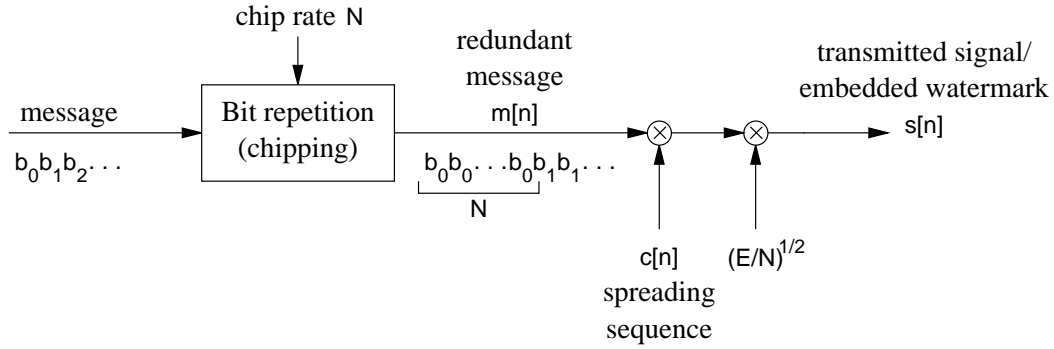 chip rate N
message
b0b1b2. . .
Bit repetition
(chipping)
redundant
message
m[n]
b0b0. . .b0b1b1. . .
N
c[n]
spreading
sequence
(E/N)1/2
transmitted signal/
embedded watermark
s[n]